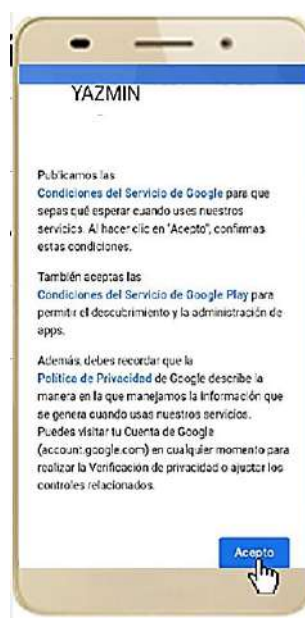 YAZMIN
Publicamos las
Condiciones del Servicio de Google para que
sepas qué esperar cuando uses nuestros
servicios. Al hacer clic en "Acepto", confirmas
estas condiciones.
También aceptas las
Condiciones del Servicio de Google Play para
permitir el descubrimiento y la administración de
apps.
Además, debes recordar que la
Política de Privacidad de Google describe la
manera en la que manejamos la información que
se genera cuando usas nuestros servicios.
Puedes visitar tu Cuenta de Google
(account.google.com) en cualquier momento para
realizar la Verificación de privacidad o ajustar los
controles relacionados.
Acepto